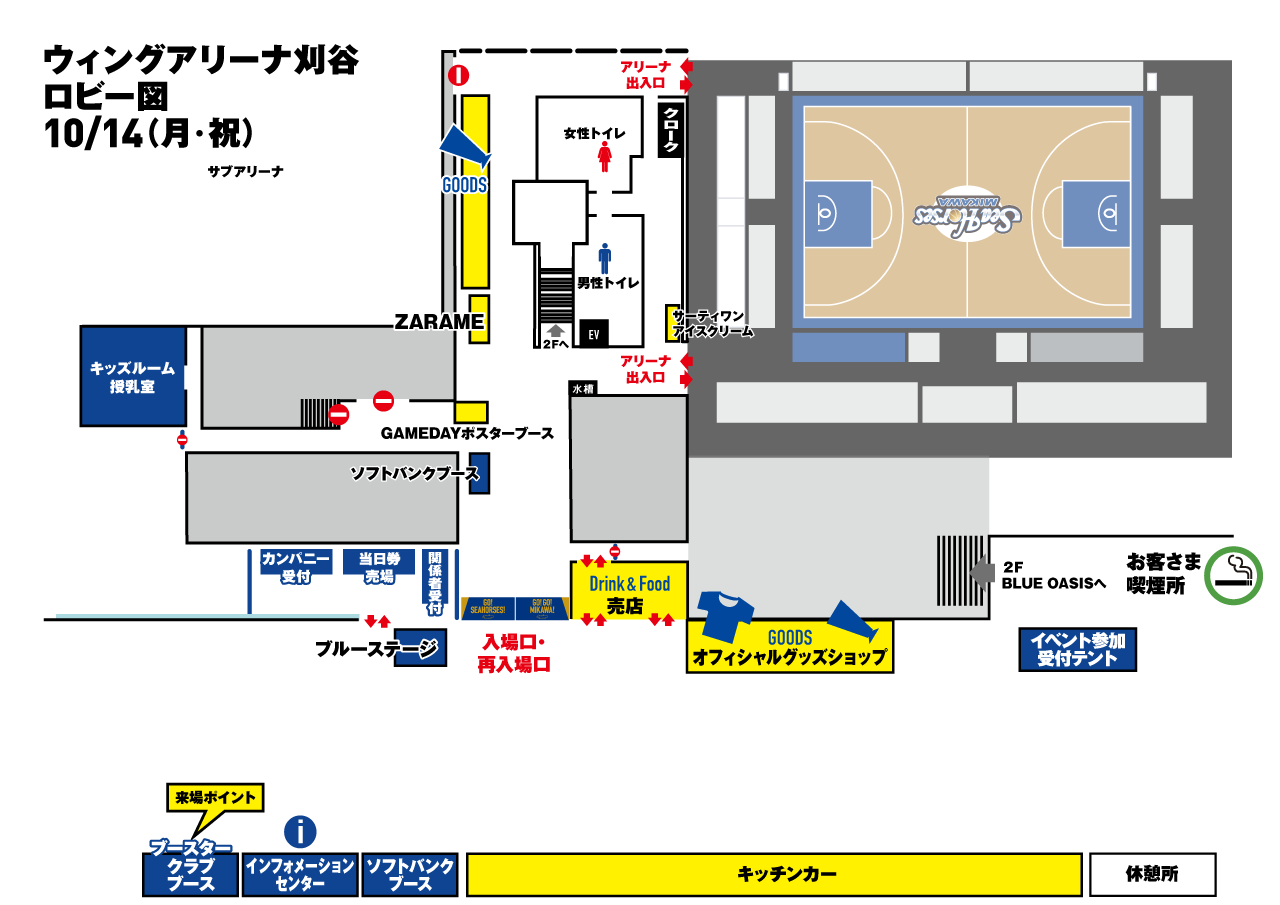 ウィングアリーナ刈谷
ロビー図
10/14(月・祝)
サブアリーナ
アリーナ
出入口
クローク
女性トイレ
GOODS
SeaHorses
MIKAWA
男性トイレ
ZARAME
EV
2Fへ
サーティワン
アイスクリーム
アリーナ
出入口
キッズルーム
授乳室
水槽
GAMEDAYポスターブース
ソフトバンクブース
カンパニー
受付
当日券
売場
関係者受付
Drink & Food
売店
GO!
SEAHORSES!
GO! GO!
MIKAWA!
2F
BLUE OASISへ
お客さま
喫煙所
ブルーステージ
入場口・
再入場口
GOODS
オフィシャルグッズショップ
イベント参加
受付テント
来場ポイント
i
ブースター
クラブ
ブース
インフォメーション
センター
ソフトバンク
ブース
キッチンカー
休憩所